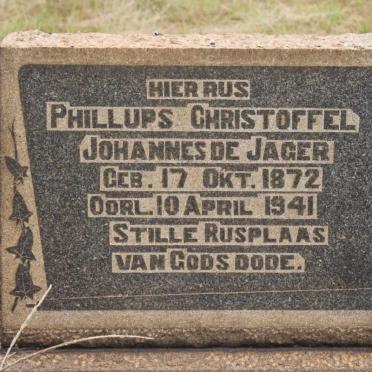 HIER RUS
PHILLUPS CHRISTOFFEL
JOHANNES DE JAGER
GEB. 17 OKT. 1872
OORL. 10 APRIL 1941
STILLE RUSPLAAS
VAN GODS DODE.